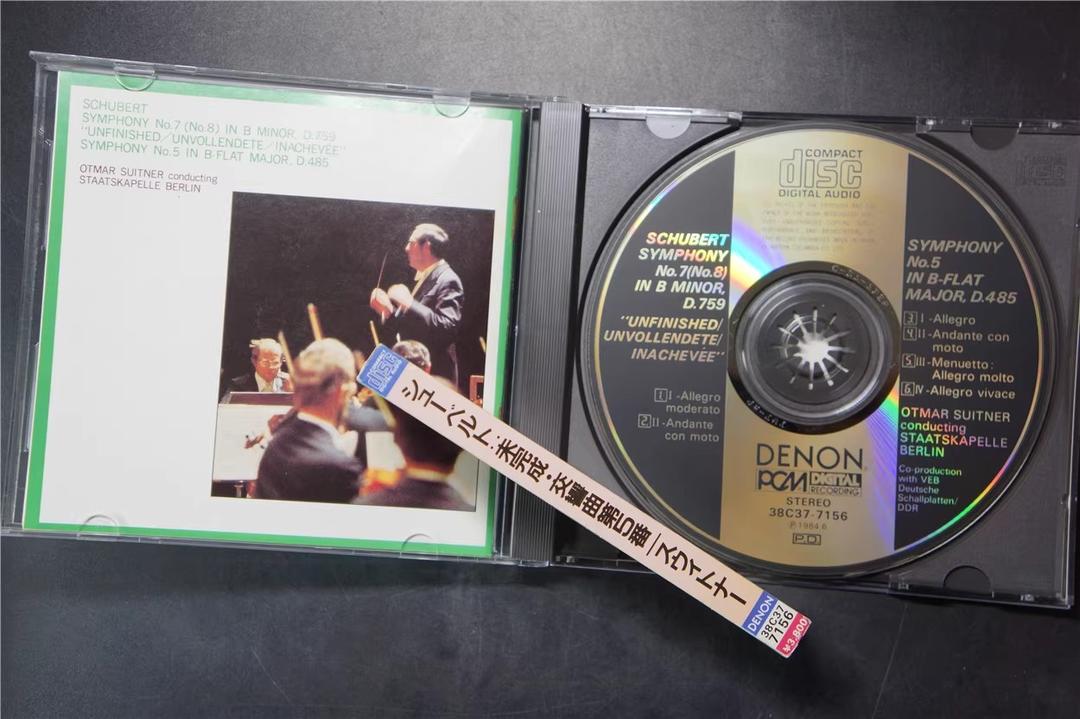 SCHUBERT
SYMPHONY No.7 (No.8) IN B MINOR, D.759
"UNFINISHED/UNVOLLENDETE/INACHEVÉE"
SYMPHONY No.5 IN B-FLAT MAJOR, D.485
OTMAR SUITNER conducting
STAATSKAPELLE BERLIN
disc
シューベルト:未完成・交響曲第5番/スウィトナー
DENON
38C37
7156
¥3,800
COMPACT
disc
DIGITAL AUDIO
SCHUBERT
SYMPHONY
No.7(No.8)
IN B MINOR,
D.759
"UNFINISHED/
UNVOLLENDETE/
INACHEVÉE"
1 I -Allegro
moderato
2 II -Andante
con moto
SYMPHONY
No.5
IN B-FLAT
MAJOR, D.485
3 I -Allegro
4 II -Andante con
moto
5 III -Menuetto:
Allegro molto
6 IV -Allegro vivace
OTMAR SUITNER
conducting
STAATSKAPELLE
BERLIN
Co-production
with VEB
Deutsche
Schallplatten/
DDR
DENON
PCM DIGITAL
RECORDING
STEREO
38C37-7156
Ⓟ 1984.6
P.D